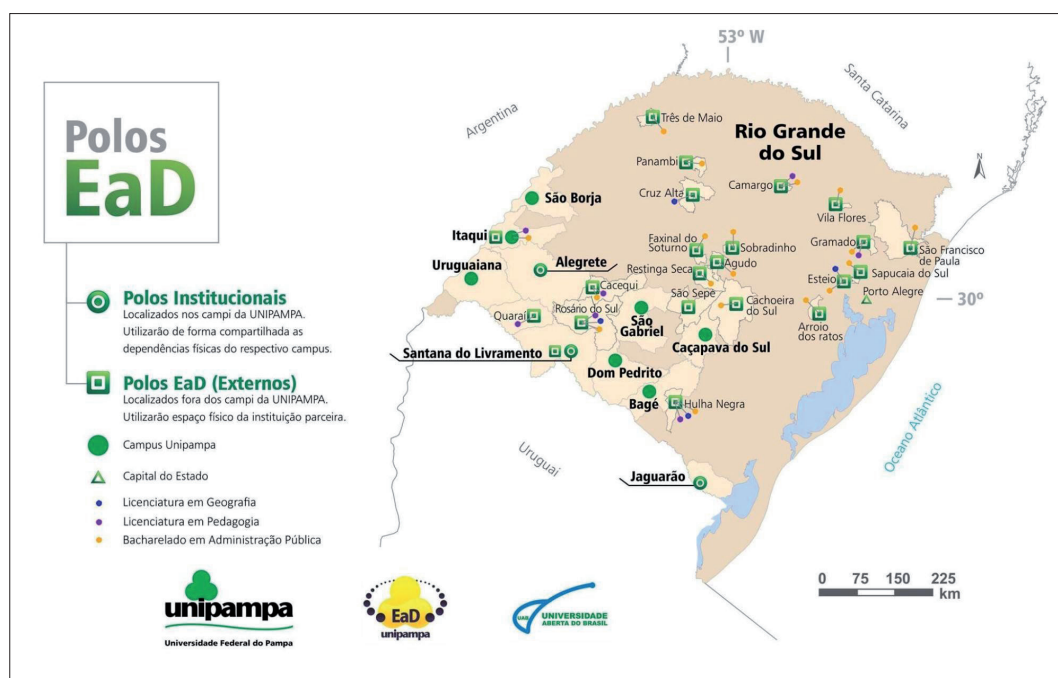 Polos
EaD
Polos Institucionais
Localizados nos campi da UNIPAMPA.
Utilizarão de forma compartilhada as
dependências físicas do respectivo campus.
Polos EaD (Externos)
Localizados fora dos campi da UNIPAMPA.
Utilizarão espaço físico da instituição parceira.
Campus Unipampa
Capital do Estado
Licenciatura em Geografia
Licenciatura em Pedagogia
Bacharelado em Administração Pública
53º W
Argentina
Santa Catarina
N
Rio Grande
do Sul
Três de Maio
Panambi
Cruz Alta
Camargo
Vila Flores
São Borja
Itaqui
Uruguaiana
Alegrete
Faxinal do
Soturno
Sobradinho
Agudo
Restinga Seca
Gramado
São Francisco
de Paula
Sapucaia do Sul
Esteio
Porto Alegre
30º
Cacequi
São Sepé
Cachoeira
do Sul
Quaraí
Rosário do Sul
São
Gabriel
Arroio
dos ratos
Santana do Livramento
Caçapava do Sul
Dom Pedrito
Bagé
Hulha Negra
Uruguai
Jaguarão
Oceano Atlântico
0 75 150 225
km
unipampa
Universidade Federal do Pampa
EaD
unipampa
UAB
UNIVERSIDADE
ABERTA DO BRASIL